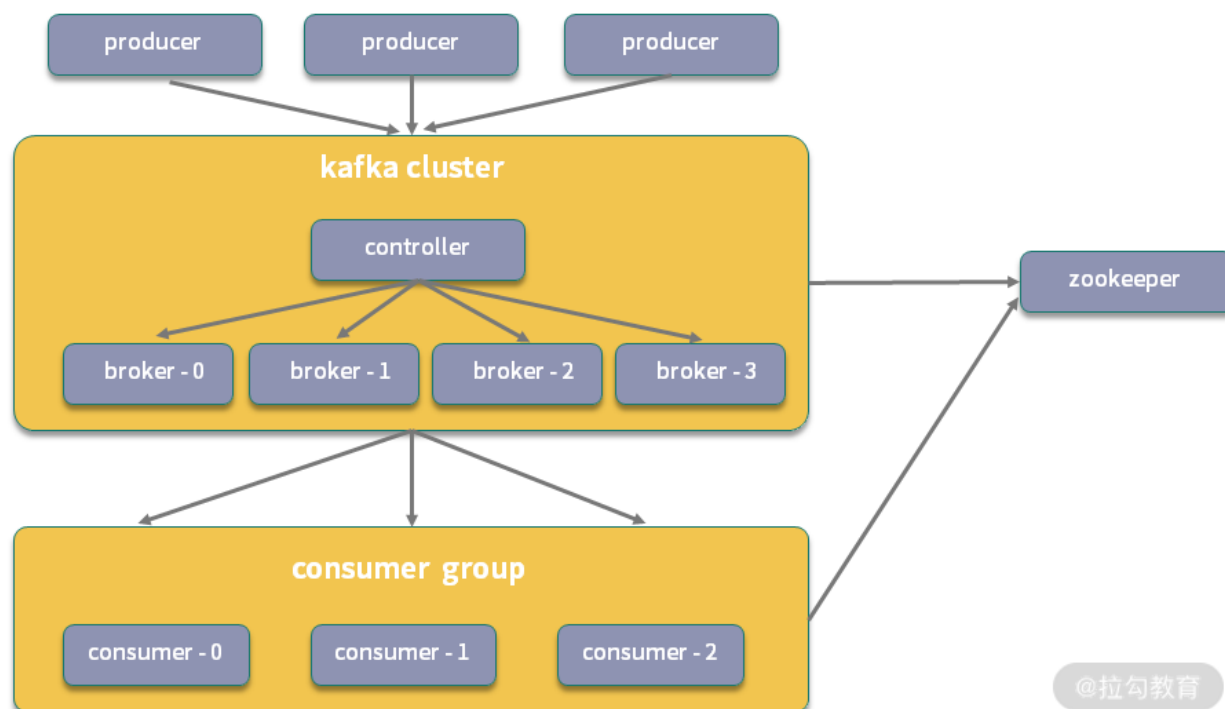 producer
producer
producer
kafka cluster
controller
zookeeper
broker - 0
broker - 1
broker - 2
broker - 3
consumer group
consumer - 0
consumer - 1
consumer - 2
@拉勾教育